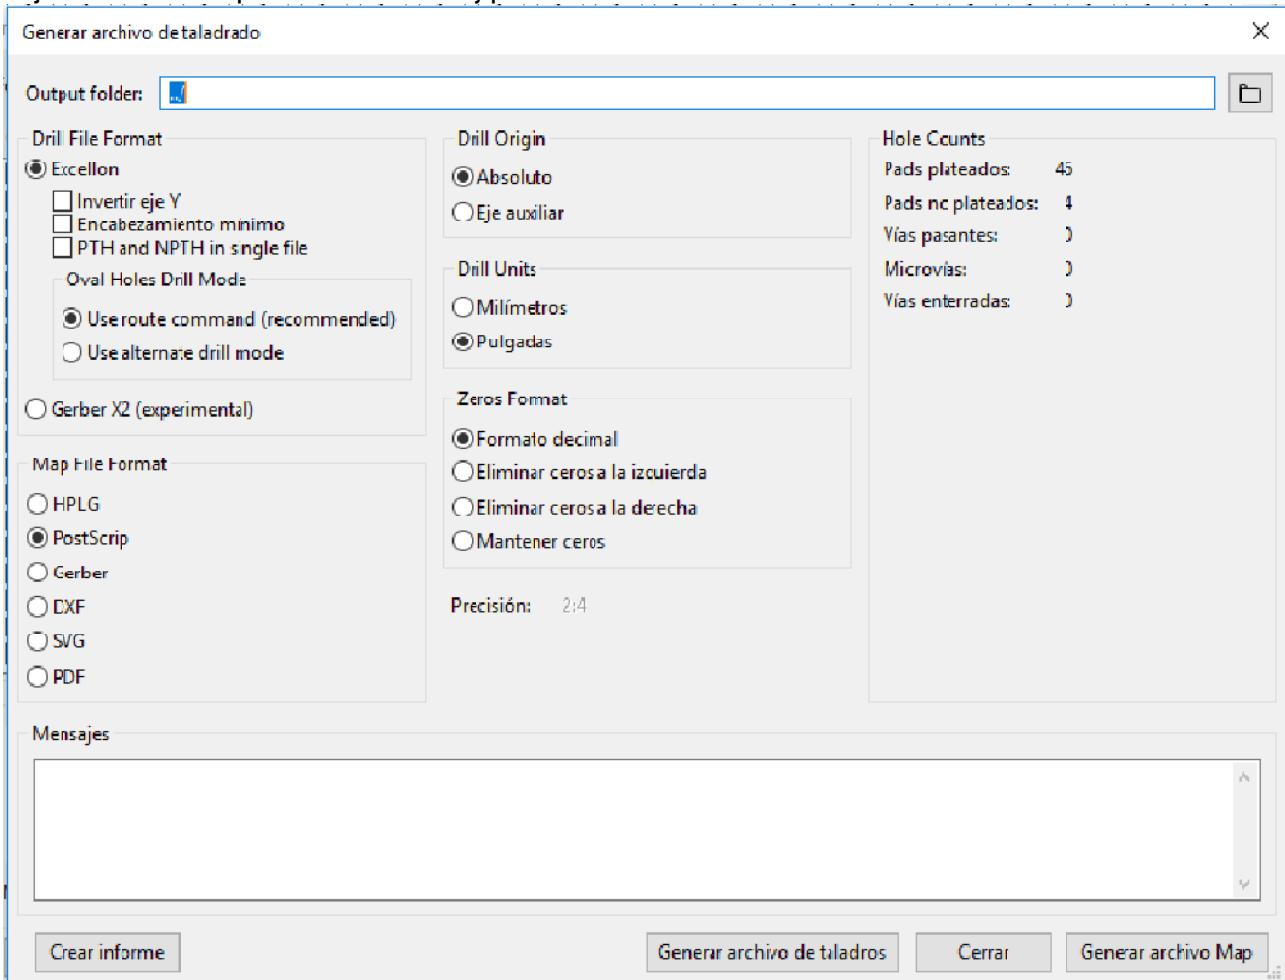 Generar archivo de taladrado
Output folder:
Drill File Format
Excellon
Invertir eje Y
Encabezamiento mínimo
PTH and NPTH in single file
Oval Holes Drill Mode
Use route command (recommended)
Use alternate drill mode
Gerber X2 (experimental)
Map File Format
HPLG
PostScrip
Gerber
DXF
SVG
PDF
Drill Origin
Absoluto
Eje auxiliar
Drill Units
Milímetros
Pulgadas
Zeros Format
Formato decimal
Eliminar ceros a la izcuierda
Eliminar ceros a la derecha
Mantener ceros
Precisión: 2:4
Hole Counts
Pads plateados:
Pads no plateados: 4
Vías pasantes: 0
Microvías: 0
Vías enterradas: 0
Mensajes
Crear informe
Generar archivo de taladros
Cerrar
Generar archivo Map